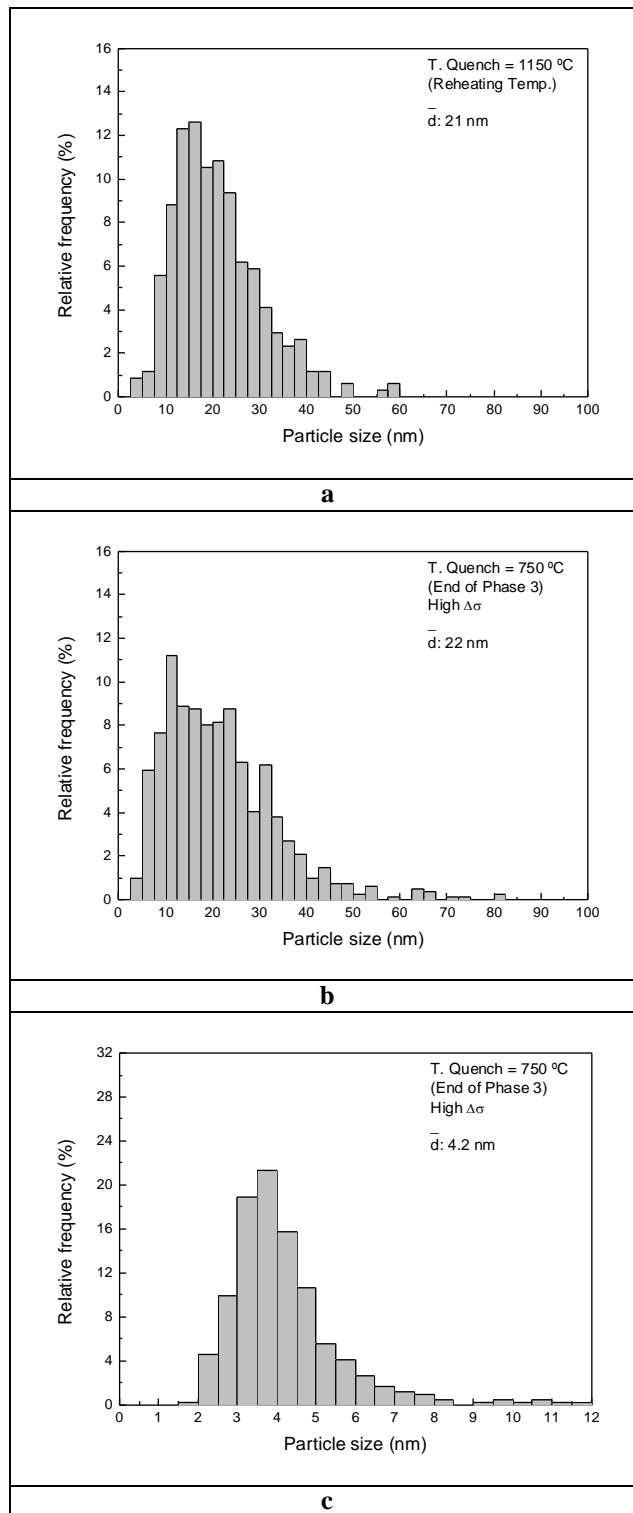 T. Quench = 1150 ºC
(Reheating Temp.)
d̅: 21 nm
16
14
12
10
8
6
4
2
0
Relative frequency (%)
0 10 20 30 40 50 60 70 80 90 100
Particle size (nm)
a
T. Quench = 750 ºC
(End of Phase 3)
High Δσ
d̅: 22 nm
16
14
12
10
8
6
4
2
0
Relative frequency (%)
0 10 20 30 40 50 60 70 80 90 100
Particle size (nm)
b
T. Quench = 750 ºC
(End of Phase 3)
High Δσ
d̅: 4.2 nm
32
28
24
20
16
12
8
4
0
Relative frequency (%)
0 1 2 3 4 5 6 7 8 9 10 11 12
Particle size (nm)
c